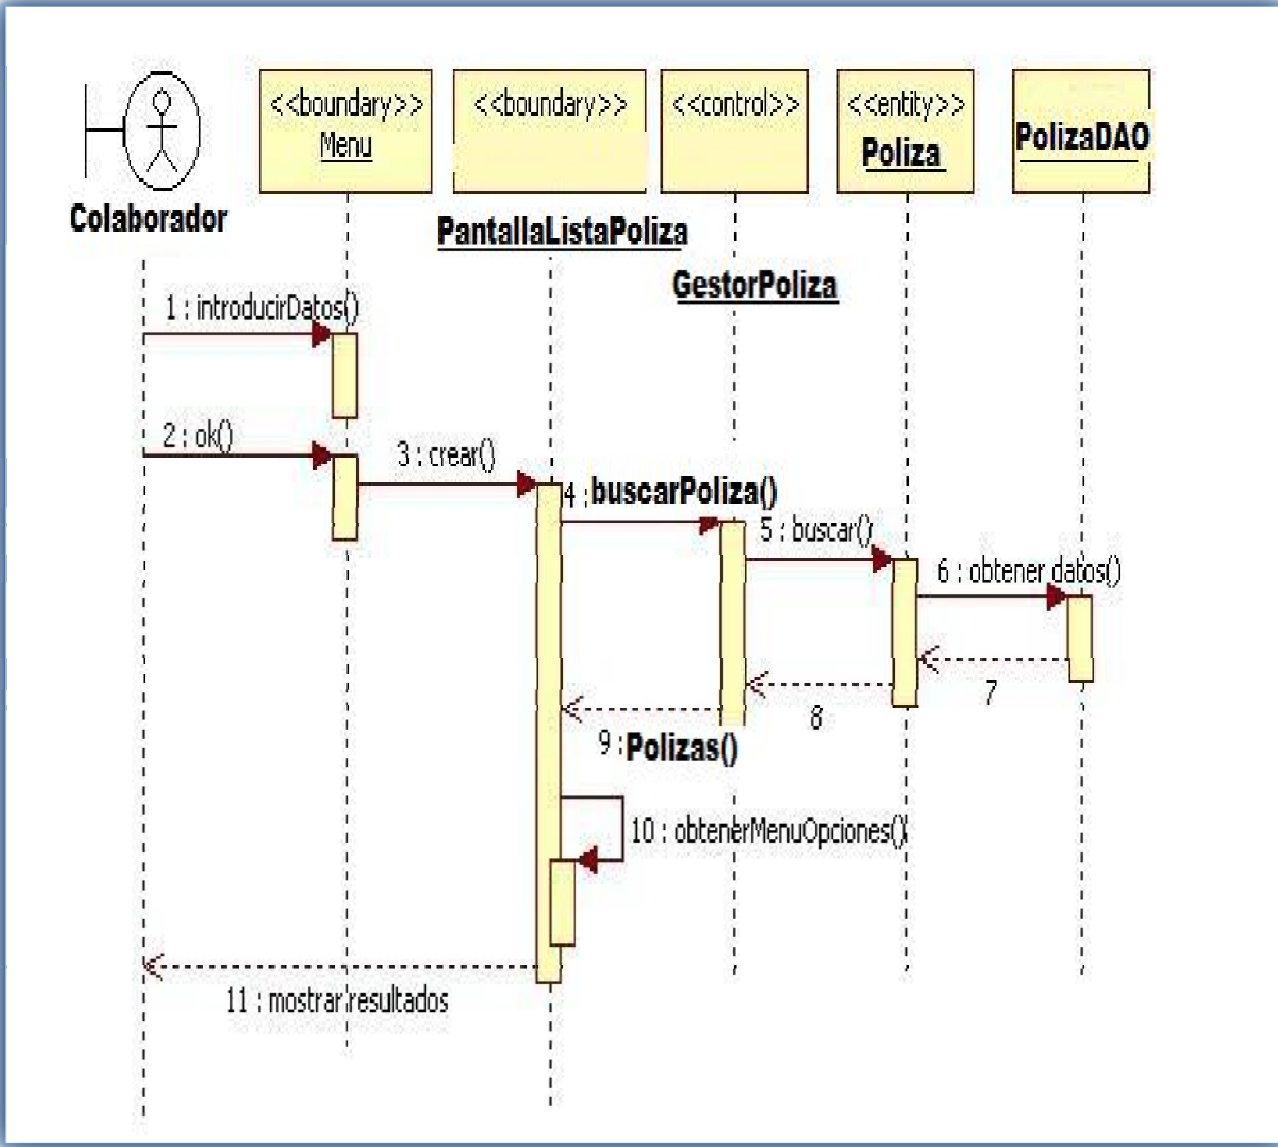 <<boundary>>
Menu
<<boundary>>
<<control>>
<<entity>>
Poliza
PolizaDAO
Colaborador
PantallaListaPoliza
GestorPoliza
1 : introducirDatos()
2 : ok()
3 : crear()
4 : buscarPoliza()
5 : buscar()
6 : obtener datos()
7
8
9 : Polizas()
10 : obtenerMenuOpciones()
11 : mostrar resultados